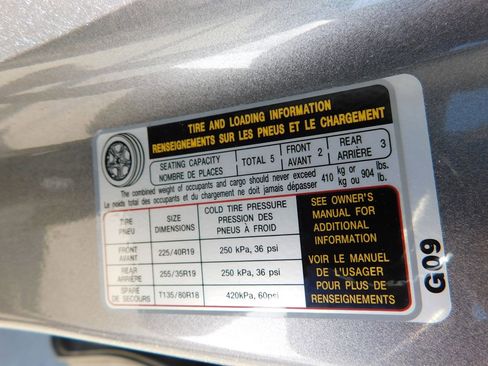 TIRE AND LOADING INFORMATION
RENSEIGNEMENTS SUR LES PNEUS ET LE CHARGEMENT
SEATING CAPACITY
NOMBRE DE PLACES
TOTAL 5
FRONT
AVANT
2
REAR
ARRIÈRE
3
The combined weight of occupants and cargo should never exceed 410 kg or 904 lbs.
Le poids total des occupants et du chargement ne doit jamais dépasser kg ou lb.
TIRE
PNEU
SIZE
DIMENSIONS
COLD TIRE PRESSURE
PRESSION DES
PNEUS À FROID
FRONT
AVANT
225/40R19
250 kPa, 36 psi
REAR
ARRIÈRE
255/35R19
250 kPa, 36 psi
SPARE
DE SECOURS
T135/80R18
420kPa, 60psi
SEE OWNER'S
MANUAL FOR
ADDITIONAL
INFORMATION
VOIR LE MANUEL
DE L'USAGER
POUR PLUS DE
RENSEIGNEMENTS
G09